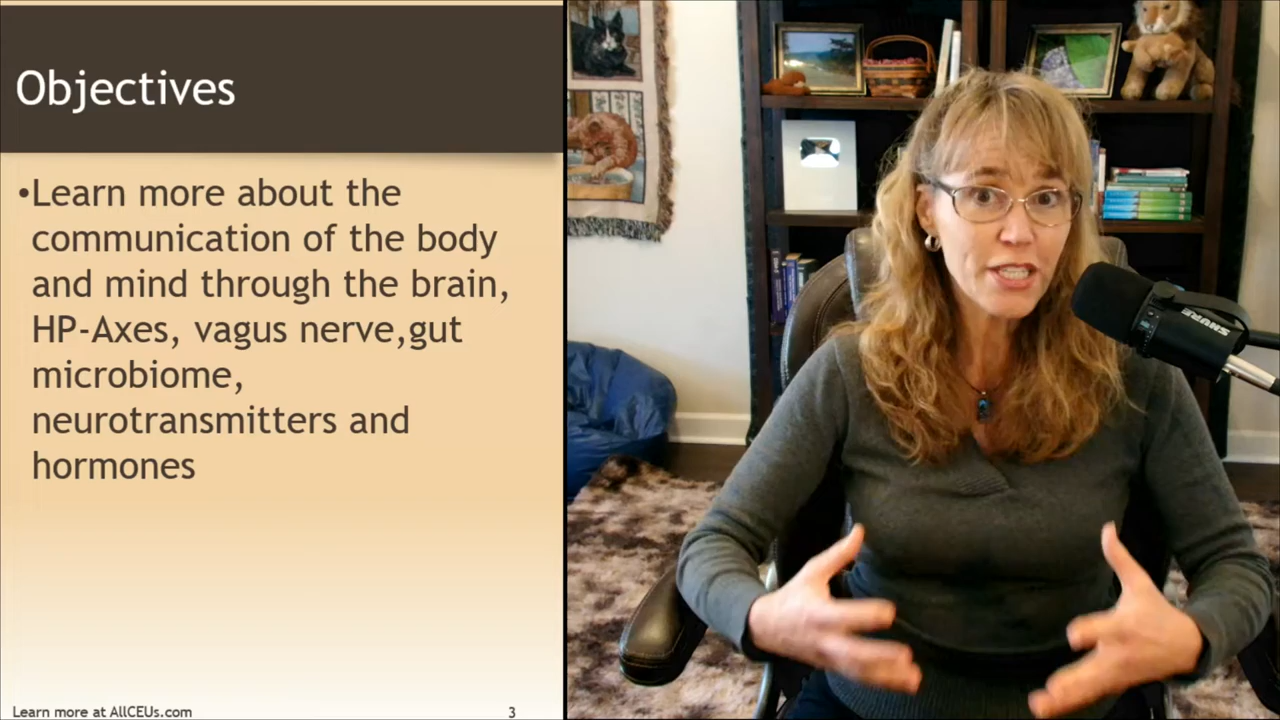 Objectives
•Learn more about the
communication of the body
and mind through the brain,
HP-Axes, vagus nerve,gut
microbiome,
neurotransmitters and
hormones
Learn more at AllCEUs.com
3
SHURE